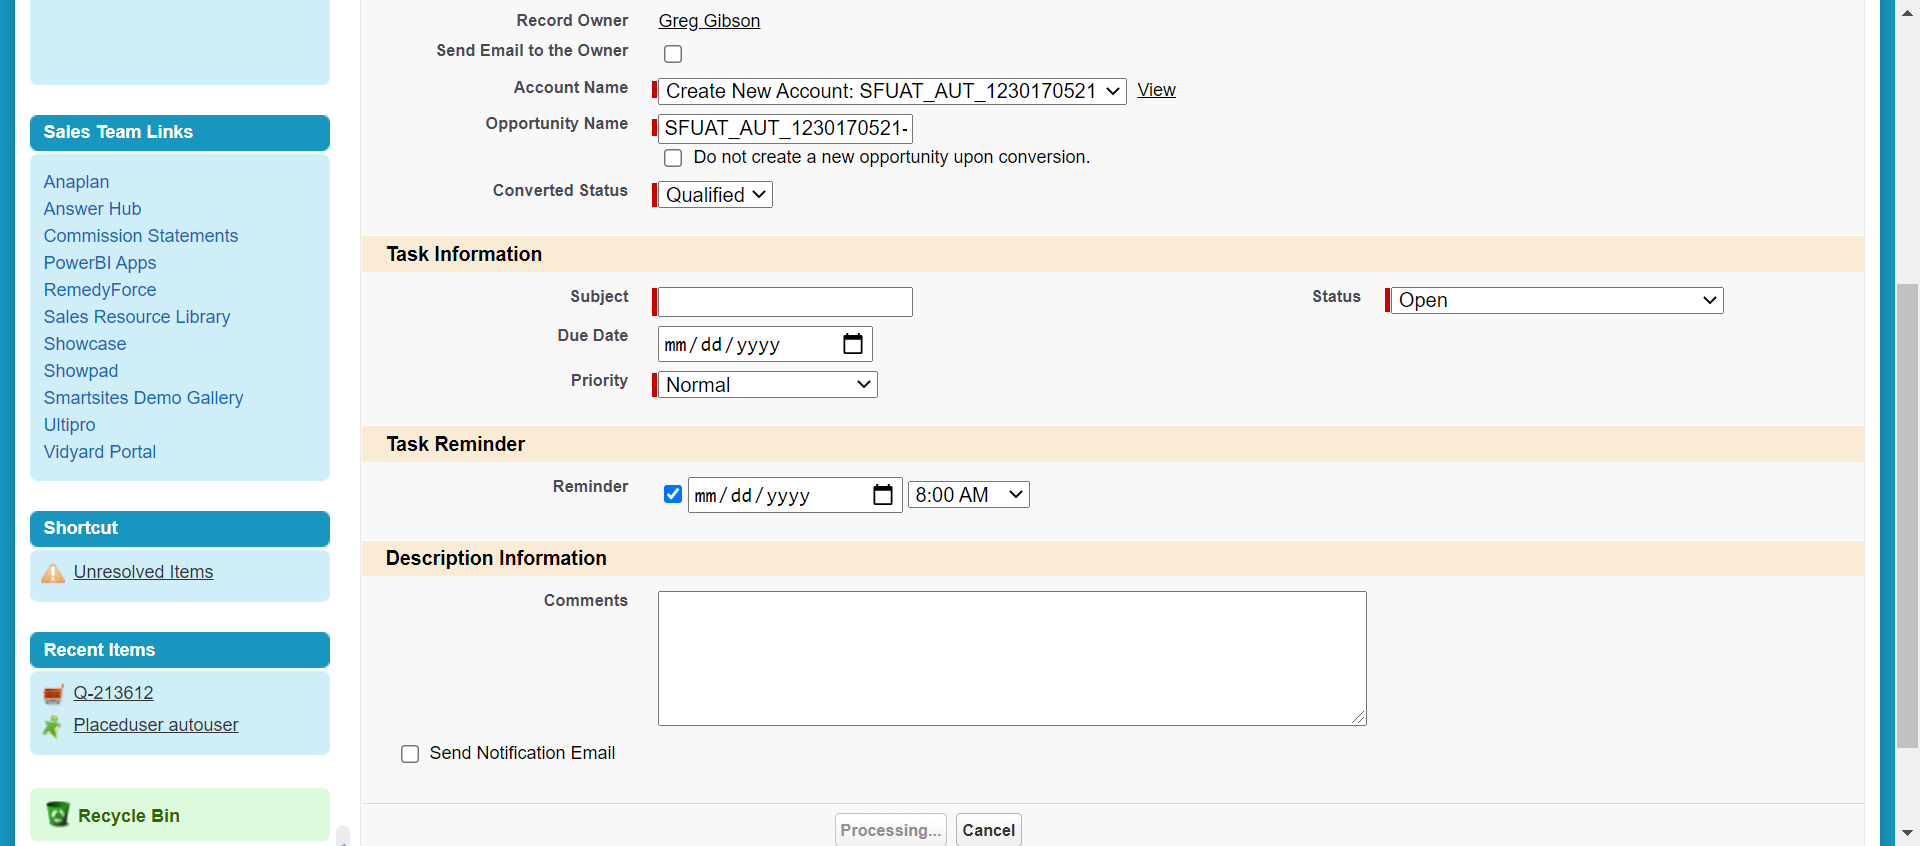 Sales Team Links
Anaplan
Answer Hub
Commission Statements
PowerBI Apps
RemedyForce
Sales Resource Library
Showcase
Showpad
Smartsites Demo Gallery
Ultipro
Vidyard Portal
Shortcut
Unresolved Items
Recent Items
Q-213612
Placeduser autouser
Recycle Bin
Record Owner Greg Gibson
Send Email to the Owner
Account Name Create New Account: SFUAT_AUT_1230170521 View
Opportunity Name SFUAT_AUT_1230170521-
Do not create a new opportunity upon conversion.
Converted Status Qualified
Task Information
Subject Status Open
Due Date mm/dd/yyyy
Priority Normal
Task Reminder
Reminder mm/dd/yyyy 8:00 AM
Description Information
Comments
Send Notification Email
Processing... Cancel